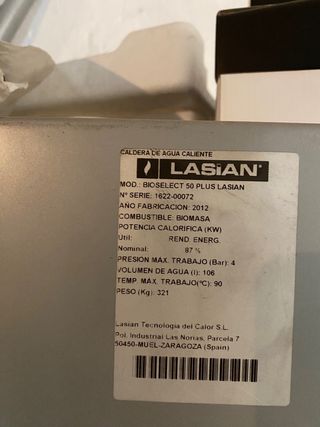 CALDERA DE AGUA CALIENTE
LASiAN
MOD.: BIOSELECT 50 PLUS LASIAN
Nº SERIE: 1622-00072
AÑO FABRICACION: 2012
COMBUSTIBLE: BIOMASA
POTENCIA CALORIFICA (KW)
Util: REND. ENERG.
Nominal: 87 %
PRESION MAX. TRABAJO (Bar): 4
VOLUMEN DE AGUA (l): 106
TEMP. MAX. TRABAJO(ºC): 90
PESO (Kg): 321
Lasian Tecnología del Calor S.L.
Pol. Industrial Las Norias, Parcela 7
50450-MUEL-ZARAGOZA (Spain)